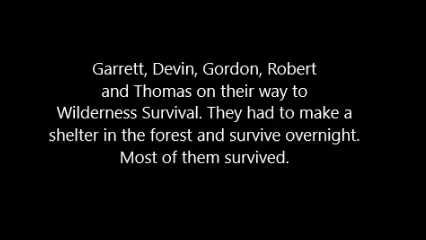 Garrett, Devin, Gordon, Robert
and Thomas on their way to
Wilderness Survival. They had to make a
shelter in the forest and survive overnight.
Most of them survived.